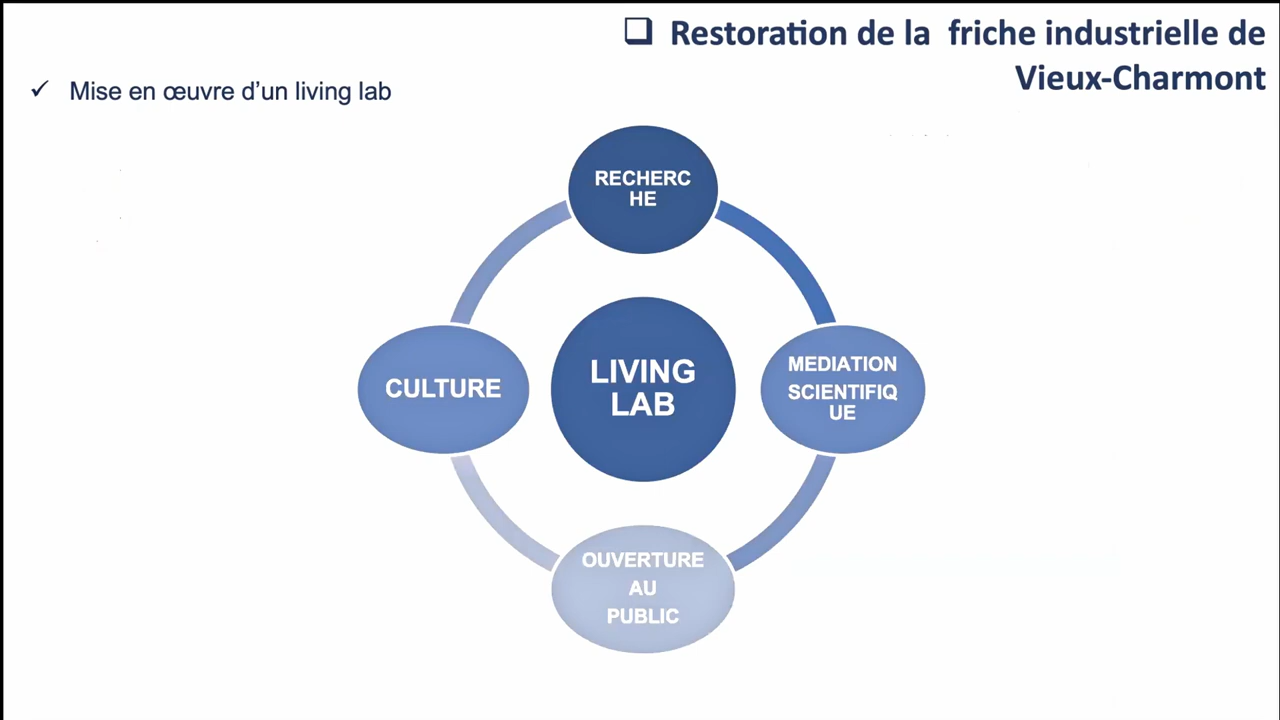 ❑ Restoration de la friche industrielle de
Vieux-Charmont
✓ Mise en œuvre d’un living lab
RECHERC
HE
CULTURE
LIVING
LAB
MEDIATION
SCIENTIFIQ
UE
OUVERTURE
AU
PUBLIC